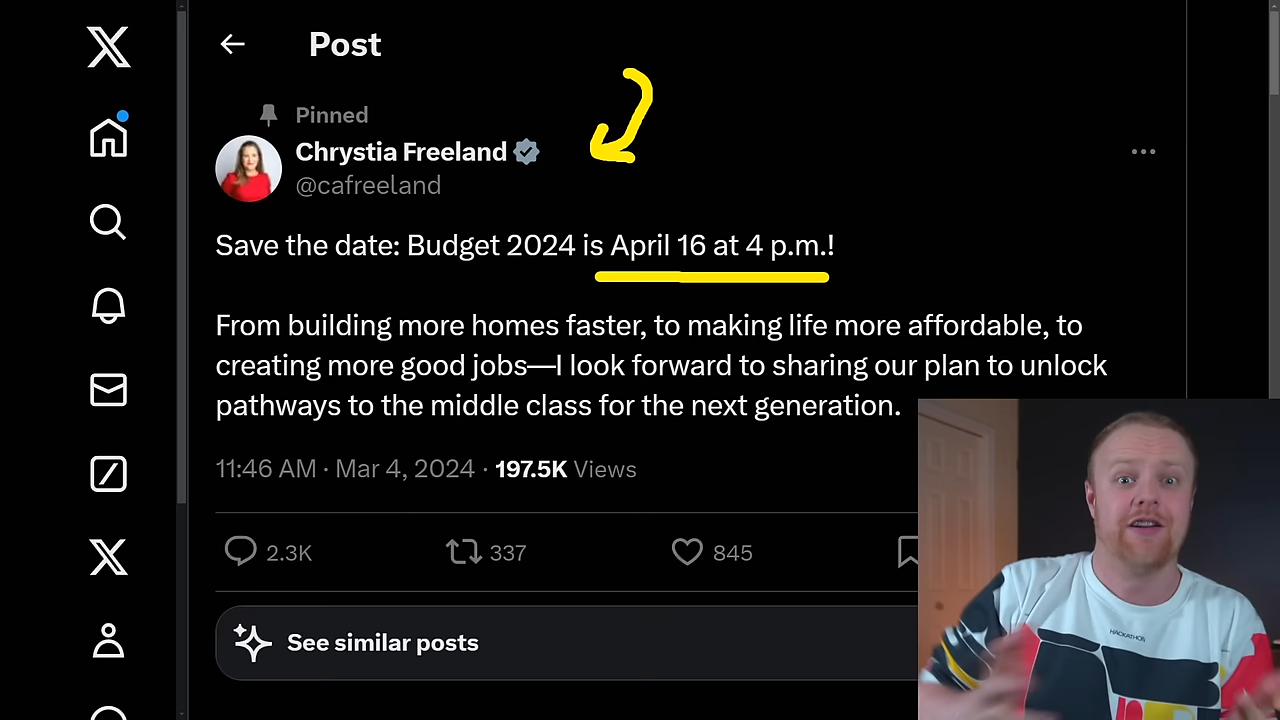 Post
Pinned
Chrystia Freeland
@cafreeland
Save the date: Budget 2024 is April 16 at 4 p.m.!
From building more homes faster, to making life more affordable, to
creating more good jobs—I look forward to sharing our plan to unlock
pathways to the middle class for the next generation.
11:46 AM · Mar 4, 2024 · 197.5K Views
2.3K
337
845
See similar posts
HACKATHON